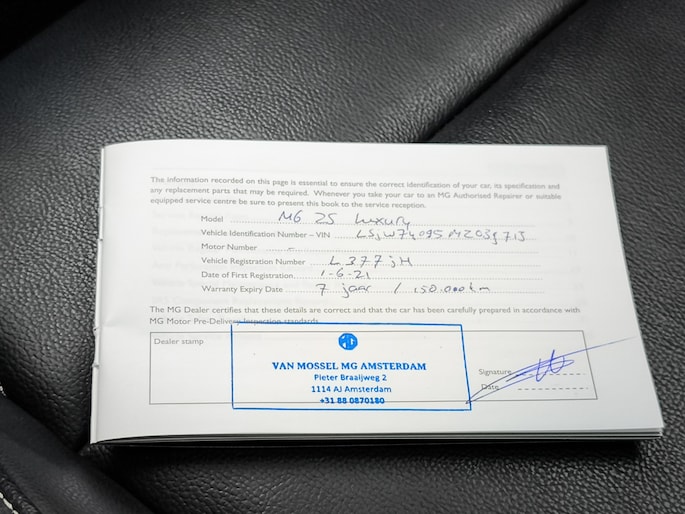 The information recorded on this page is essential to ensure the correct identification of your car, its specification and
any replacement parts that may be required. Whenever you take your car to an MG Authorised Repairer or suitable
equipped service centre be sure to present this book to the service reception.
Model MG ZS Luxury
Vehicle Identification Number – VIN
Motor Number -
Vehicle Registration Number L377jH
Date of First Registration 1-6-21
Warranty Expiry Date 7 jaar / 150.000 km
The MG Dealer certifies that these details are correct and that the car has been carefully prepared in accordance with
MG Motor Pre-Delivery Inspection standards
Dealer stamp
MG
VAN MOSSEL MG AMSTERDAM
Pieter Braaijweg 2
1114 AJ Amsterdam
+31 88 0870180
Signature
Date